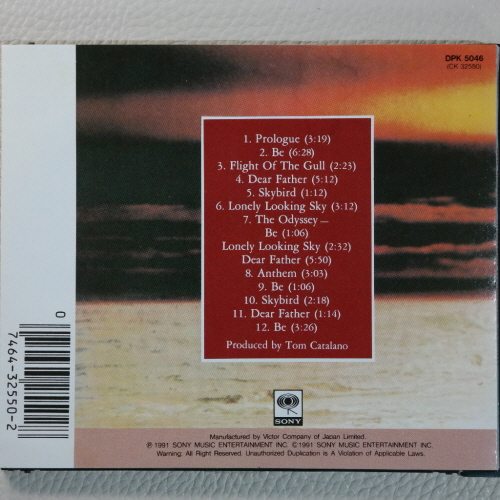 DPK 5046
(CK 32550)
1. Prologue (3:19)
2. Be (6:28)
3. Flight Of The Gull (2:23)
4. Dear Father (5:12)
5. Skybird (1:12)
6. Lonely Looking Sky (3:12)
7. The Odyssey—
Be (1:06)
Lonely Looking Sky (2:32)
Dear Father (5:50)
8. Anthem (3:03)
9. Be (1:06)
10. Skybird (2:18)
11. Dear Father (1:14)
12. Be (3:26)
Produced by Tom Catalano
0
7464-32550-2
SONY
Manufactured by Victor Company of Japan Limited.
℗ 1991 SONY MUSIC ENTERTAINMENT INC. © 1991 SONY MUSIC ENTERTAINMENT INC.
Warning: All Right Reserved. Unauthorized Duplication is A Violation of Applicable Laws.